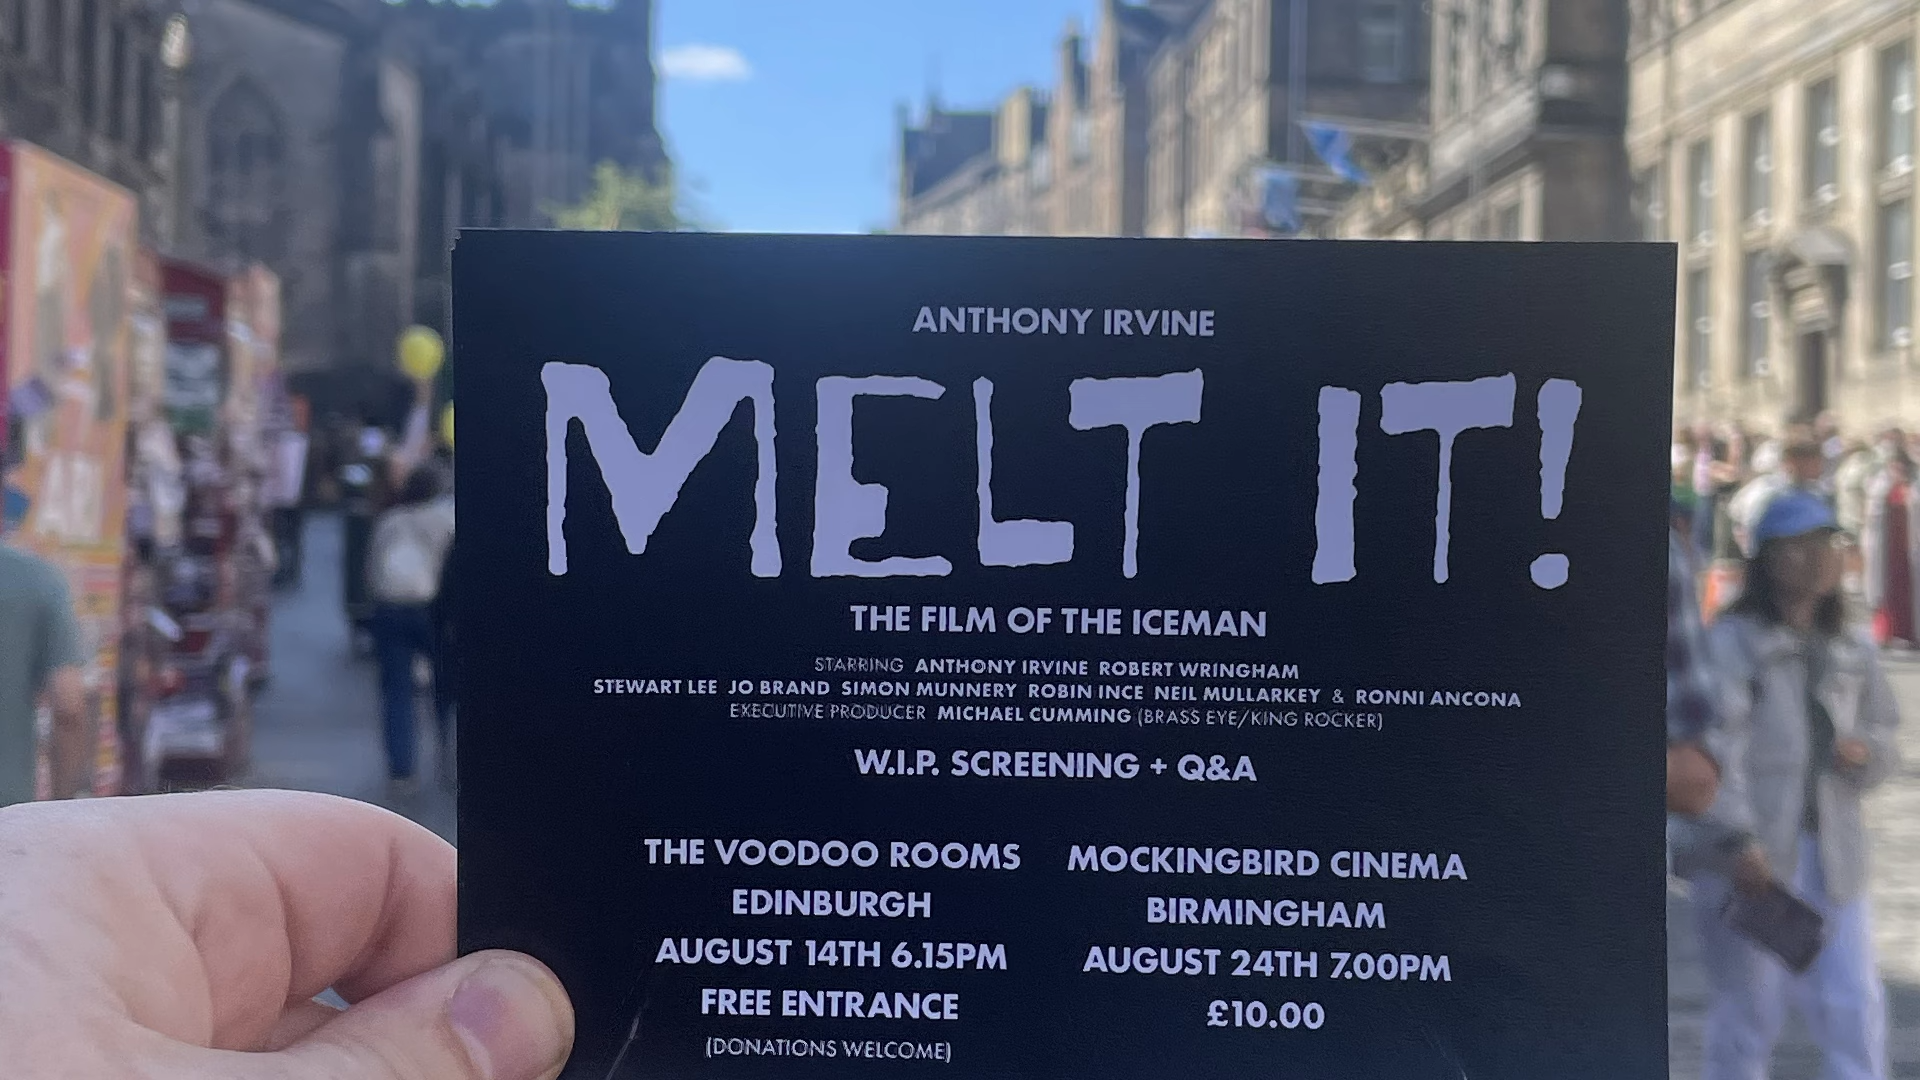 ANTHONY IRVINE
MELT IT!
THE FILM OF THE ICEMAN
STARRING ANTHONY IRVINE ROBERT WRINGHAM
STEWART LEE JO BRAND SIMON MUNNERY ROBIN INCE NEIL MULLARKEY & RONNI ANCONA
EXECUTIVE PRODUCER MICHAEL CUMMING (BRASS EYE/KING ROCKER)
W.I.P. SCREENING + Q&A
THE VOODOO ROOMS
EDINBURGH
AUGUST 14TH 6.15PM
FREE ENTRANCE
(DONATIONS WELCOME)
MOCKINGBIRD CINEMA
BIRMINGHAM
AUGUST 24TH 7.00PM
£10.00